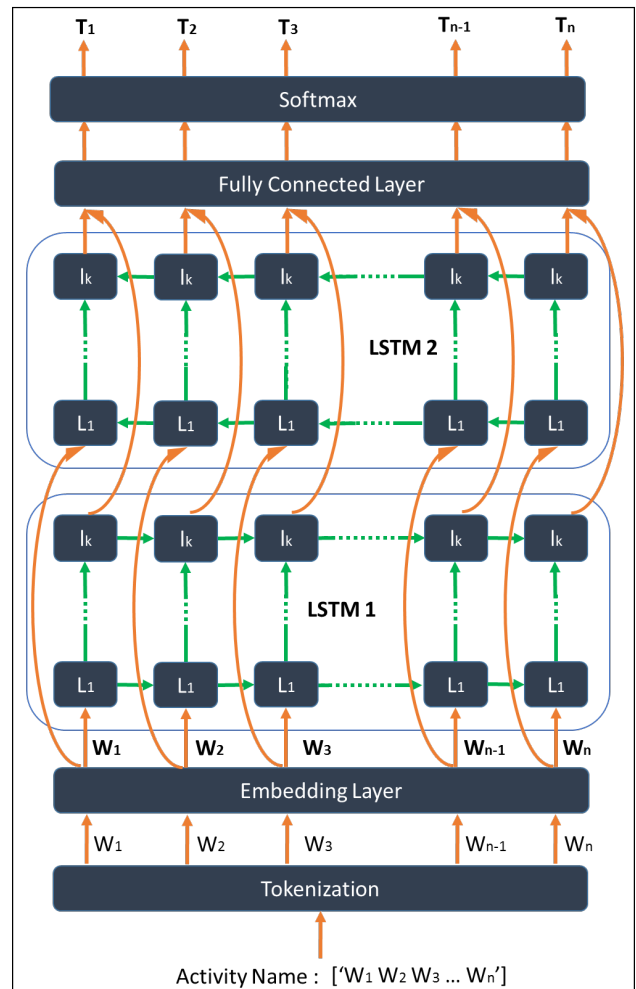 T1 T2 T3 Tn-1 Tn
Softmax
Fully Connected Layer
lk lk lk lk lk
LSTM 2
L1 L1 L1 L1 L1
lk lk lk lk lk
LSTM 1
L1 L1 L1 L1 L1
W1 W2 W3 Wn-1 Wn
Embedding Layer
W1 W2 W3 Wn-1 Wn
Tokenization
Activity Name : [‘W1 W2 W3 ... Wn’]